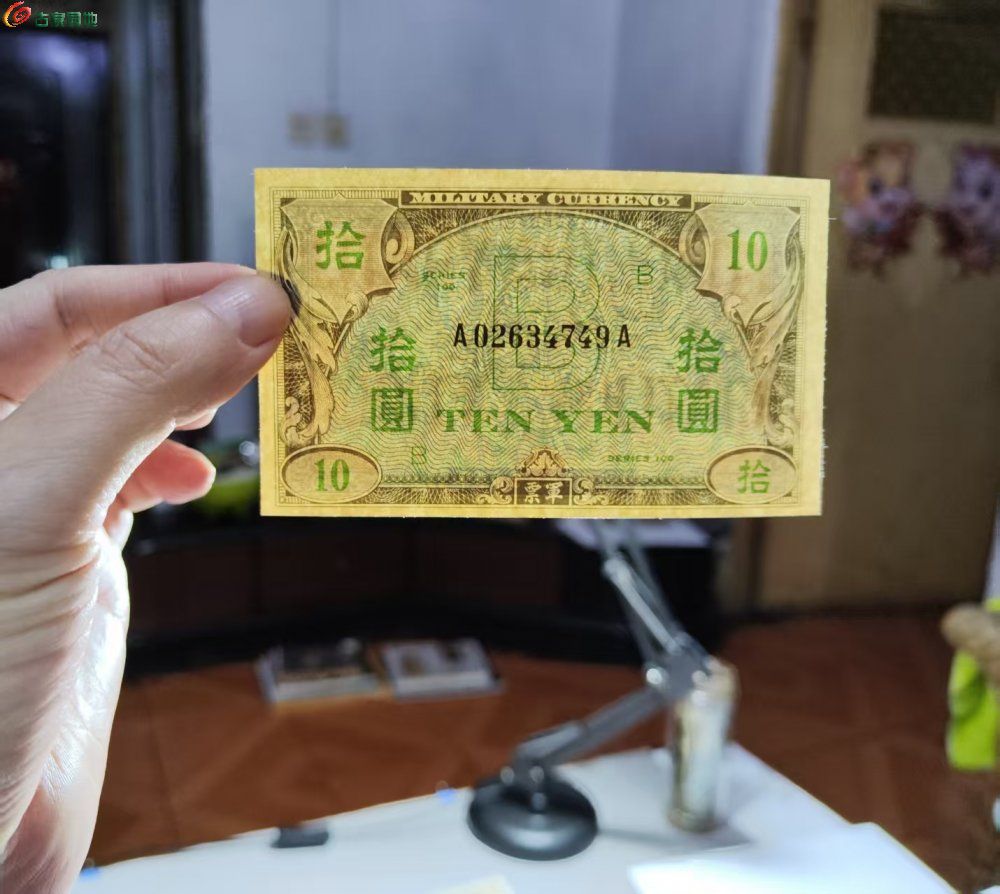 古泉园地
MILITARY CURRENCY
拾
10
SERIES
100
B
B
A02634749A
拾
圓
拾
圓
TEN YEN
B
SERIES 100
10
票軍
拾